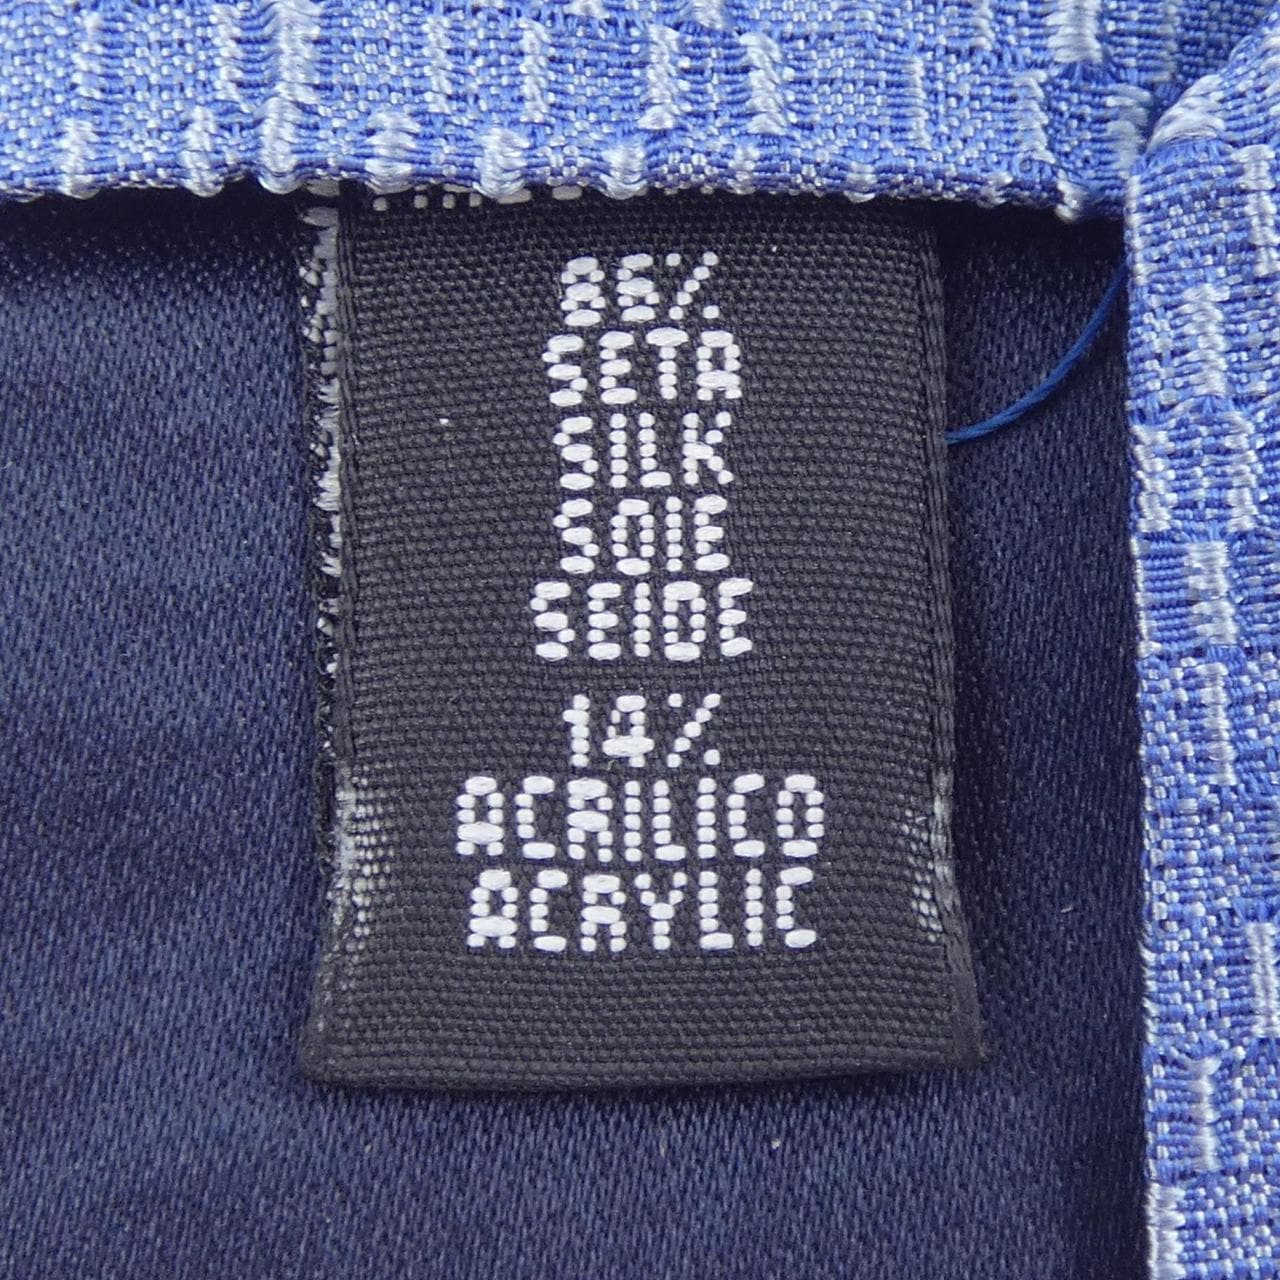 86%
SETA
SILK
SOIE
SEIDE
14%
ACRILICO
ACRYLIC